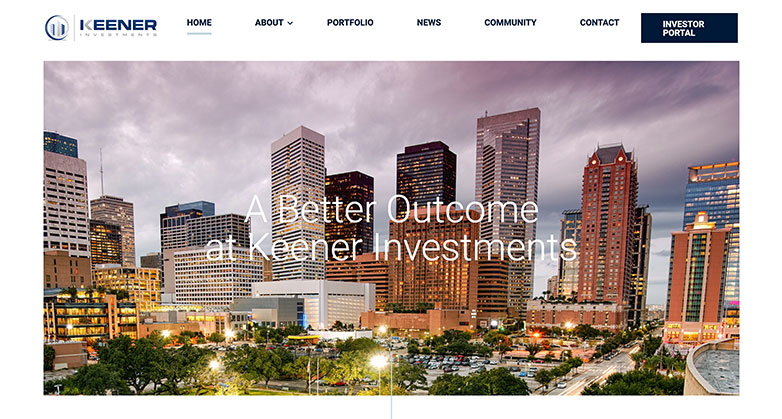 KEENER
INVESTMENTS
HOME
ABOUT
PORTFOLIO
NEWS
COMMUNITY
CONTACT
INVESTOR
PORTAL
A Better Outcome
at Keener Investments